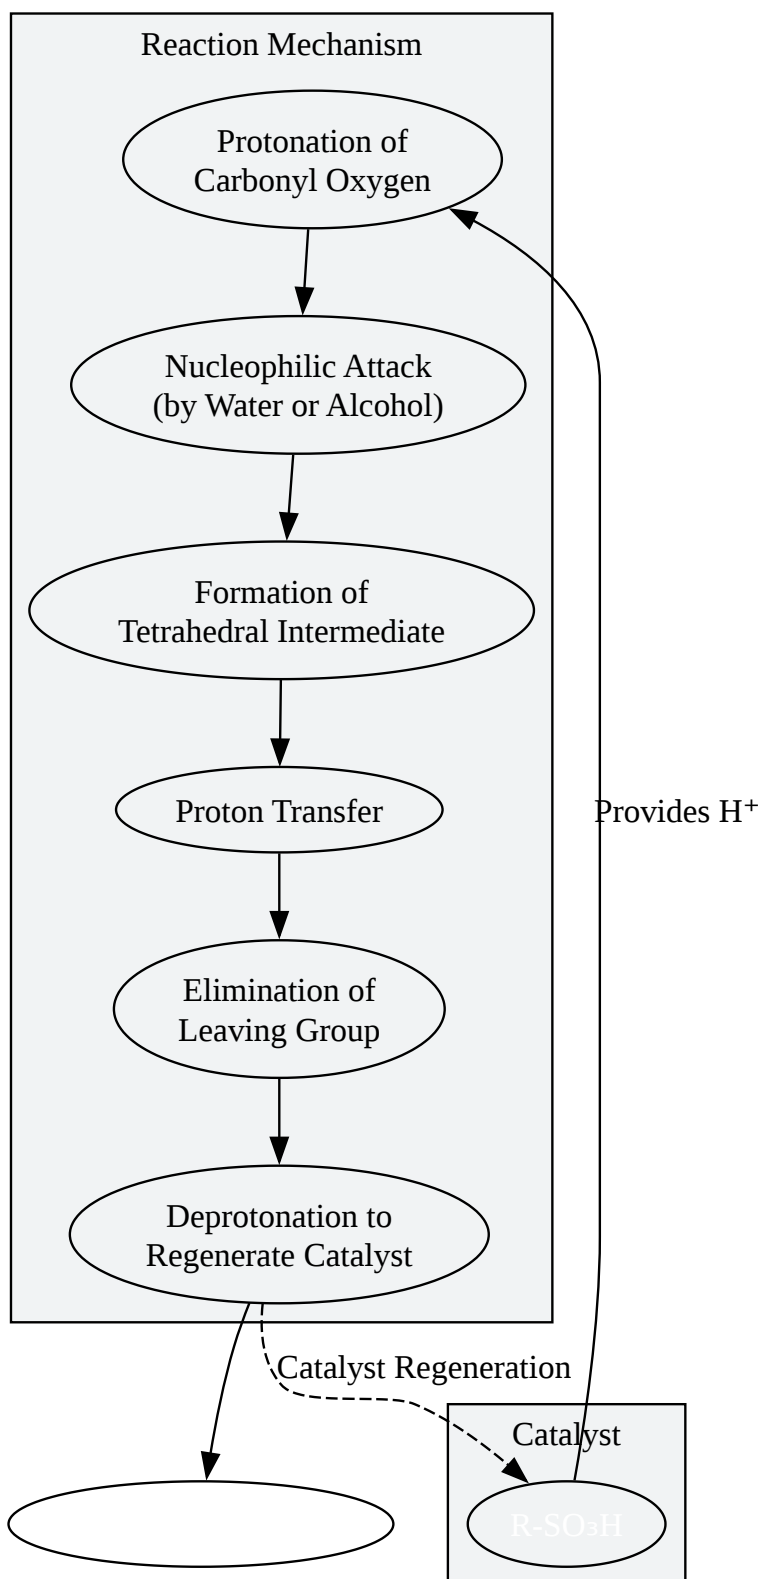 Reaction Mechanism
Protonation of
Carbonyl Oxygen
Nucleophilic Attack
(by Water or Alcohol)
Formation of
Tetrahedral Intermediate
Proton Transfer
Provides H⁺
Elimination of
Leaving Group
Deprotonation to
Regenerate Catalyst
Catalyst Regeneration
Catalyst
R-SO₃H